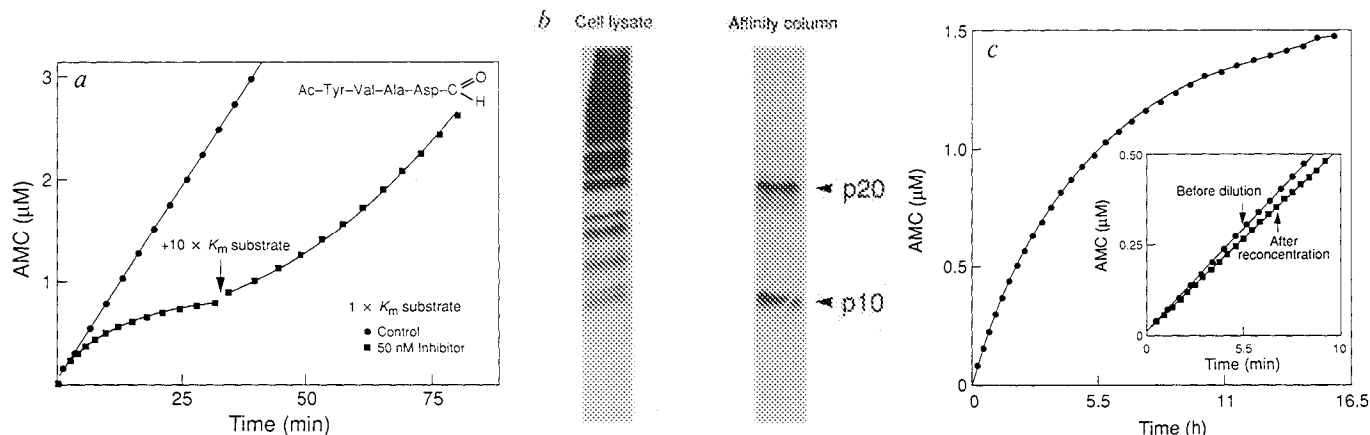 a
3
2
1
AMC (μM)
25
50
75
Time (min)
Ac–Tyr–Val–Ala–Asp–C
O
H
+10 × Km substrate
1 × Km substrate
Control
50 nM Inhibitor
b
Cell lysate
Affinity column
p20
p10
c
1.5
1.0
0.5
0
AMC (μM)
0
5.5
11
16.5
Time (h)
0.50
0.25
0
AMC (μM)
Before dilution
After
reconcentration
0
5.5
10
Time (min)